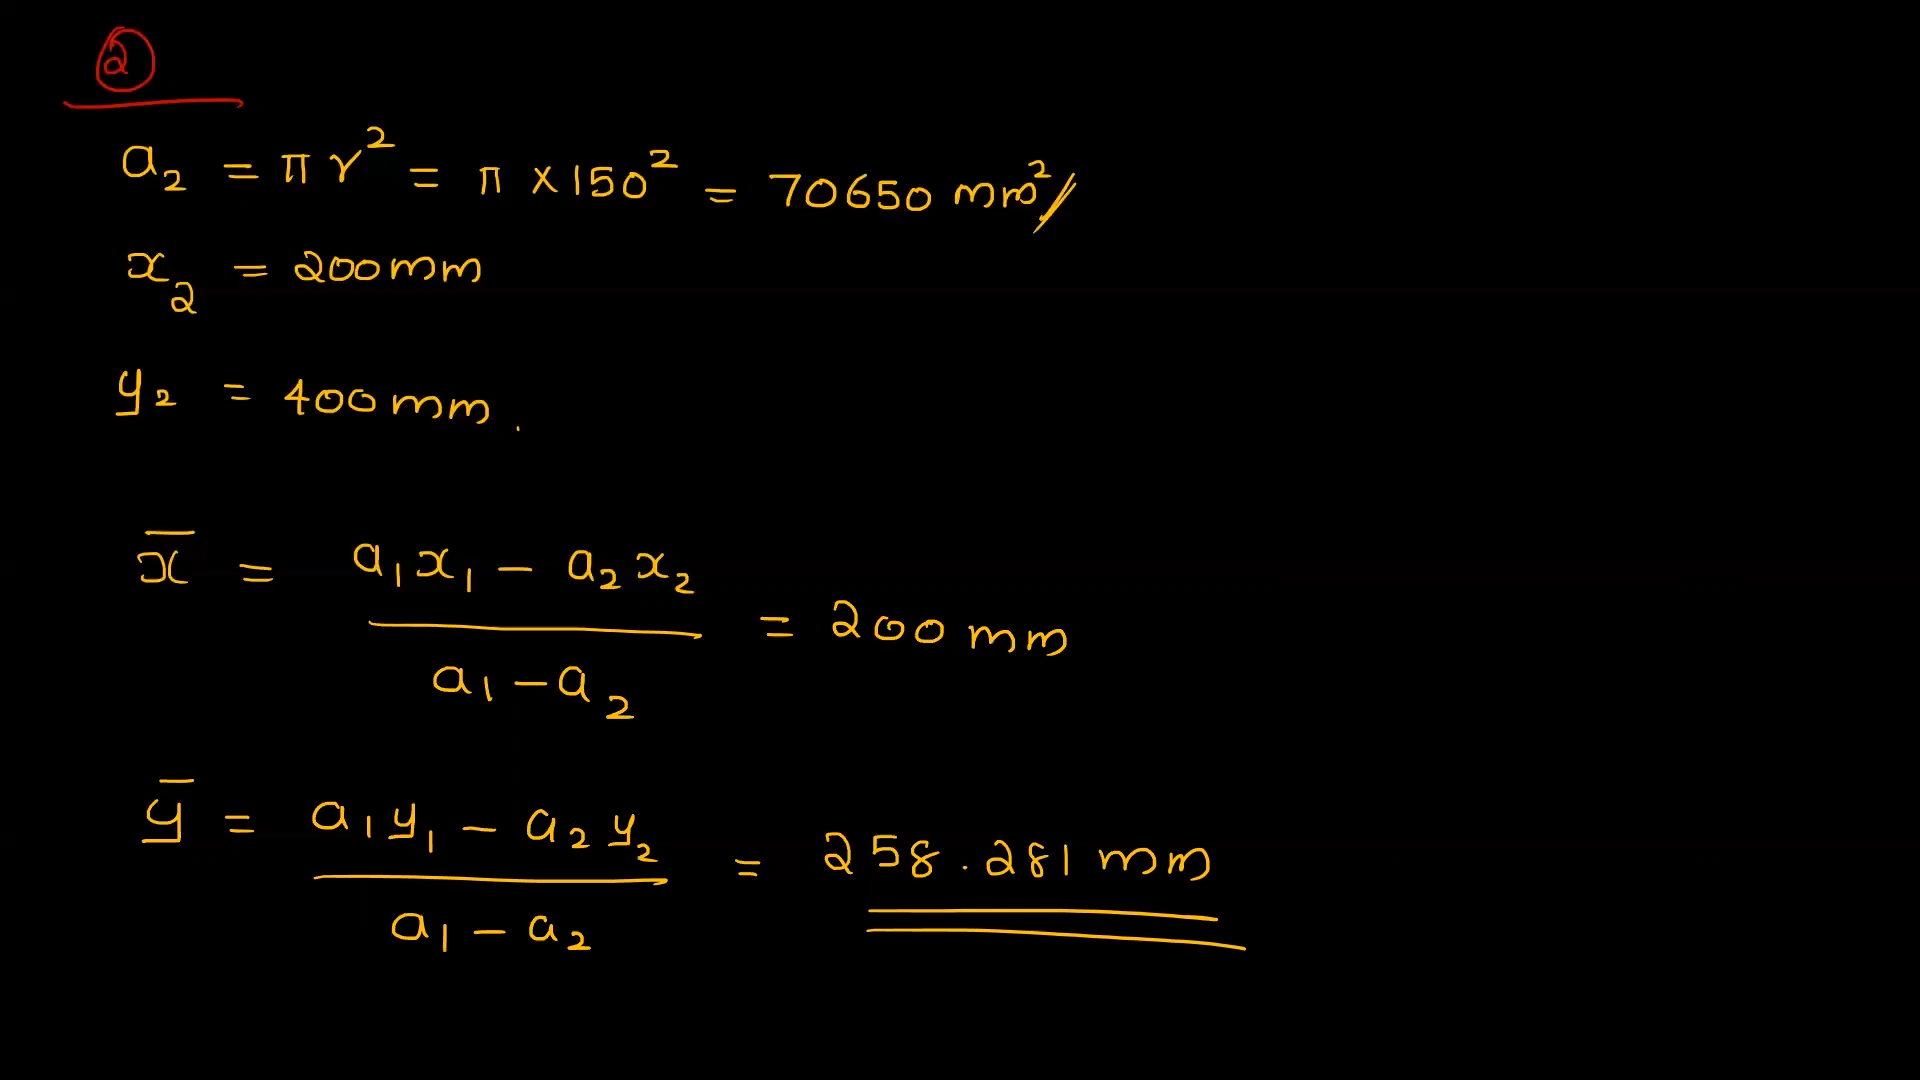 2
a₂ = πr² = π × 150² = 70650 mm²/
x₂ = 200mm
y₂ = 400mm.
x̄ = (a₁x₁ − a₂x₂)/(a₁ − a₂) = 200 mm
ȳ = (a₁y₁ − a₂y₂)/(a₁ − a₂) = 258.281 mm